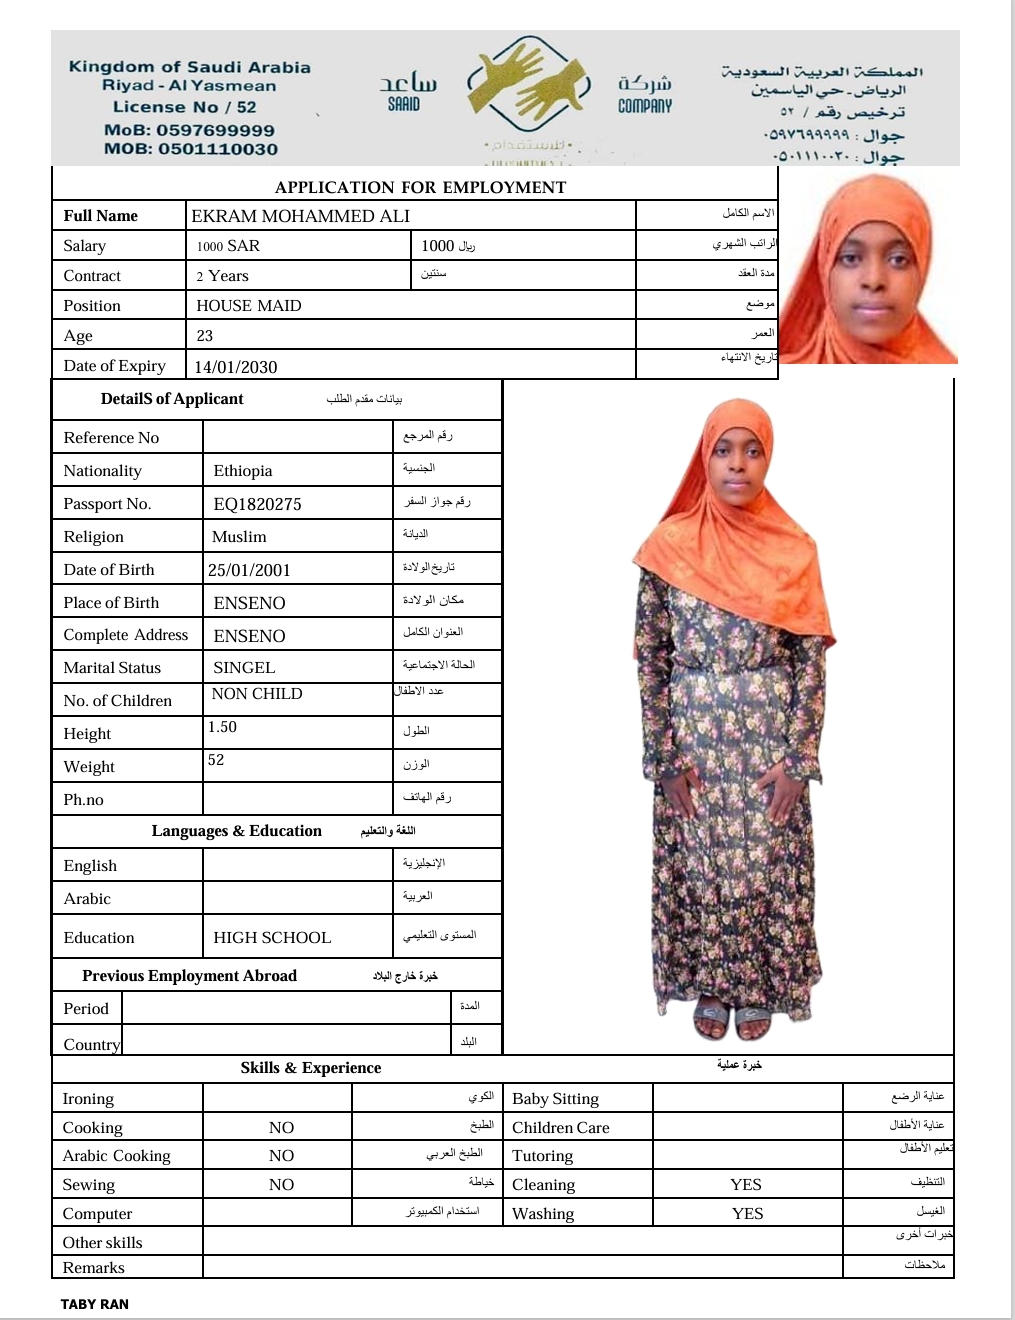 Kingdom of Saudi Arabia
Riyad - Al Yasmean
License No / 52
MoB: 0597699999
MOB: 0501110030
ساعد
SAAID
شركة
COMPANY
للاستقدام
المملكة العربية السعودية
الرياض - حي الياسمين
ترخيص رقم / ٥٢
جوال : ٠٥٩٧٦٩٩٩٩٩
جوال : ٠٥٠١١١٠٠٣٠
APPLICATION FOR EMPLOYMENT
Full Name EKRAM MOHAMMED ALI الاسم الكامل
Salary 1000 SAR 1000 ريال الراتب الشهري
Contract 2 Years سنتين مدة العقد
Position HOUSE MAID موضع
Age 23 العمر
Date of Expiry 14/01/2030 تاريخ الانتهاء
DetailS of Applicant بيانات مقدم الطلب
Reference No رقم المرجع
Nationality Ethiopia الجنسية
Passport No. EQ1820275 رقم جواز السفر
Religion Muslim الديانة
Date of Birth 25/01/2001 تاريخ الولادة
Place of Birth ENSENO مكان الولادة
Complete Address ENSENO العنوان الكامل
Marital Status SINGEL الحالة الاجتماعية
No. of Children NON CHILD عدد الاطفال
Height 1.50 الطول
Weight 52 الوزن
Ph.no رقم الهاتف
Languages & Education اللغة والتعليم
English الإنجليزية
Arabic العربية
Education HIGH SCHOOL المستوى التعليمي
Previous Employment Abroad خبرة خارج البلاد
Period المدة
Country البلد
Skills & Experience خبرة عملية
Ironing الكوي Baby Sitting عناية الرضع
Cooking NO الطبخ Children Care عناية الأطفال
Arabic Cooking NO الطبخ العربي Tutoring تعليم الأطفال
Sewing NO خياطة Cleaning YES التنظيف
Computer استخدام الكمبيوتر Washing YES الغيسل
Other skills خبرات أخرى
Remarks ملاحظات
TABY RAN